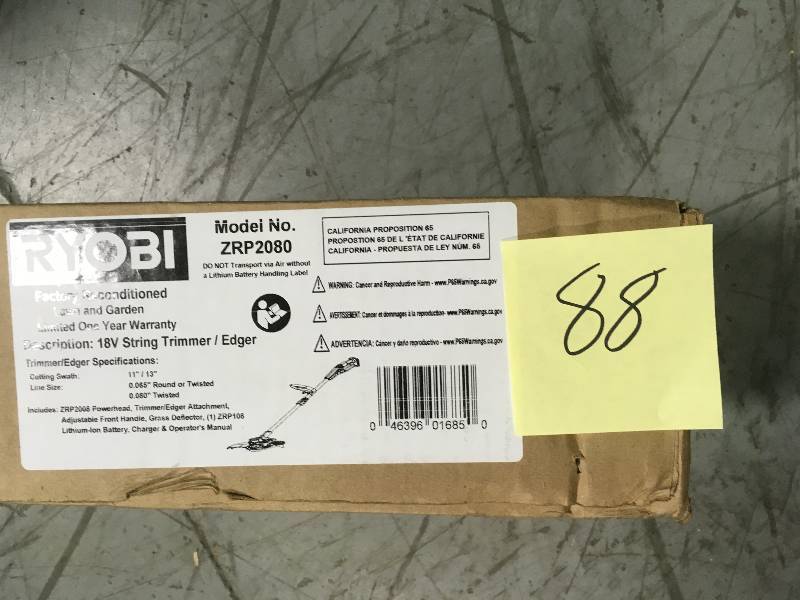 RYOBI
Model No.
ZRP2080
DO NOT Transport via Air without
a Lithium Battery Handling Label
Factory Reconditioned
Lawn and Garden
Limited One Year Warranty
Description: 18V String Trimmer / Edger
Trimmer/Edger Specifications:
Cutting Swath: 11" / 13"
Line Size: 0.065" Round or Twisted
0.080" Twisted
Includes: ZRP2008 Powerhead, Trimmer/Edger Attachment,
Adjustable Front Handle, Grass Deflector, (1) ZRP108
Lithium-Ion Battery, Charger & Operator's Manual
CALIFORNIA PROPOSITION 65
PROPOSTION 65 DE L'ÉTAT DE CALIFORNIE
CALIFORNIA - PROPUESTA DE LEY NÚM. 65
WARNING: Cancer and Reproductive Harm - www.P65Warnings.ca.gov
AVERTISSEMENT: Cancer et dommages à la reproduction- www.P65Warnings.ca.gov
ADVERTENCIA: Cáncer y daño reproductivo - www.P65Warnings.ca.gov
0 46396 01685 0
88